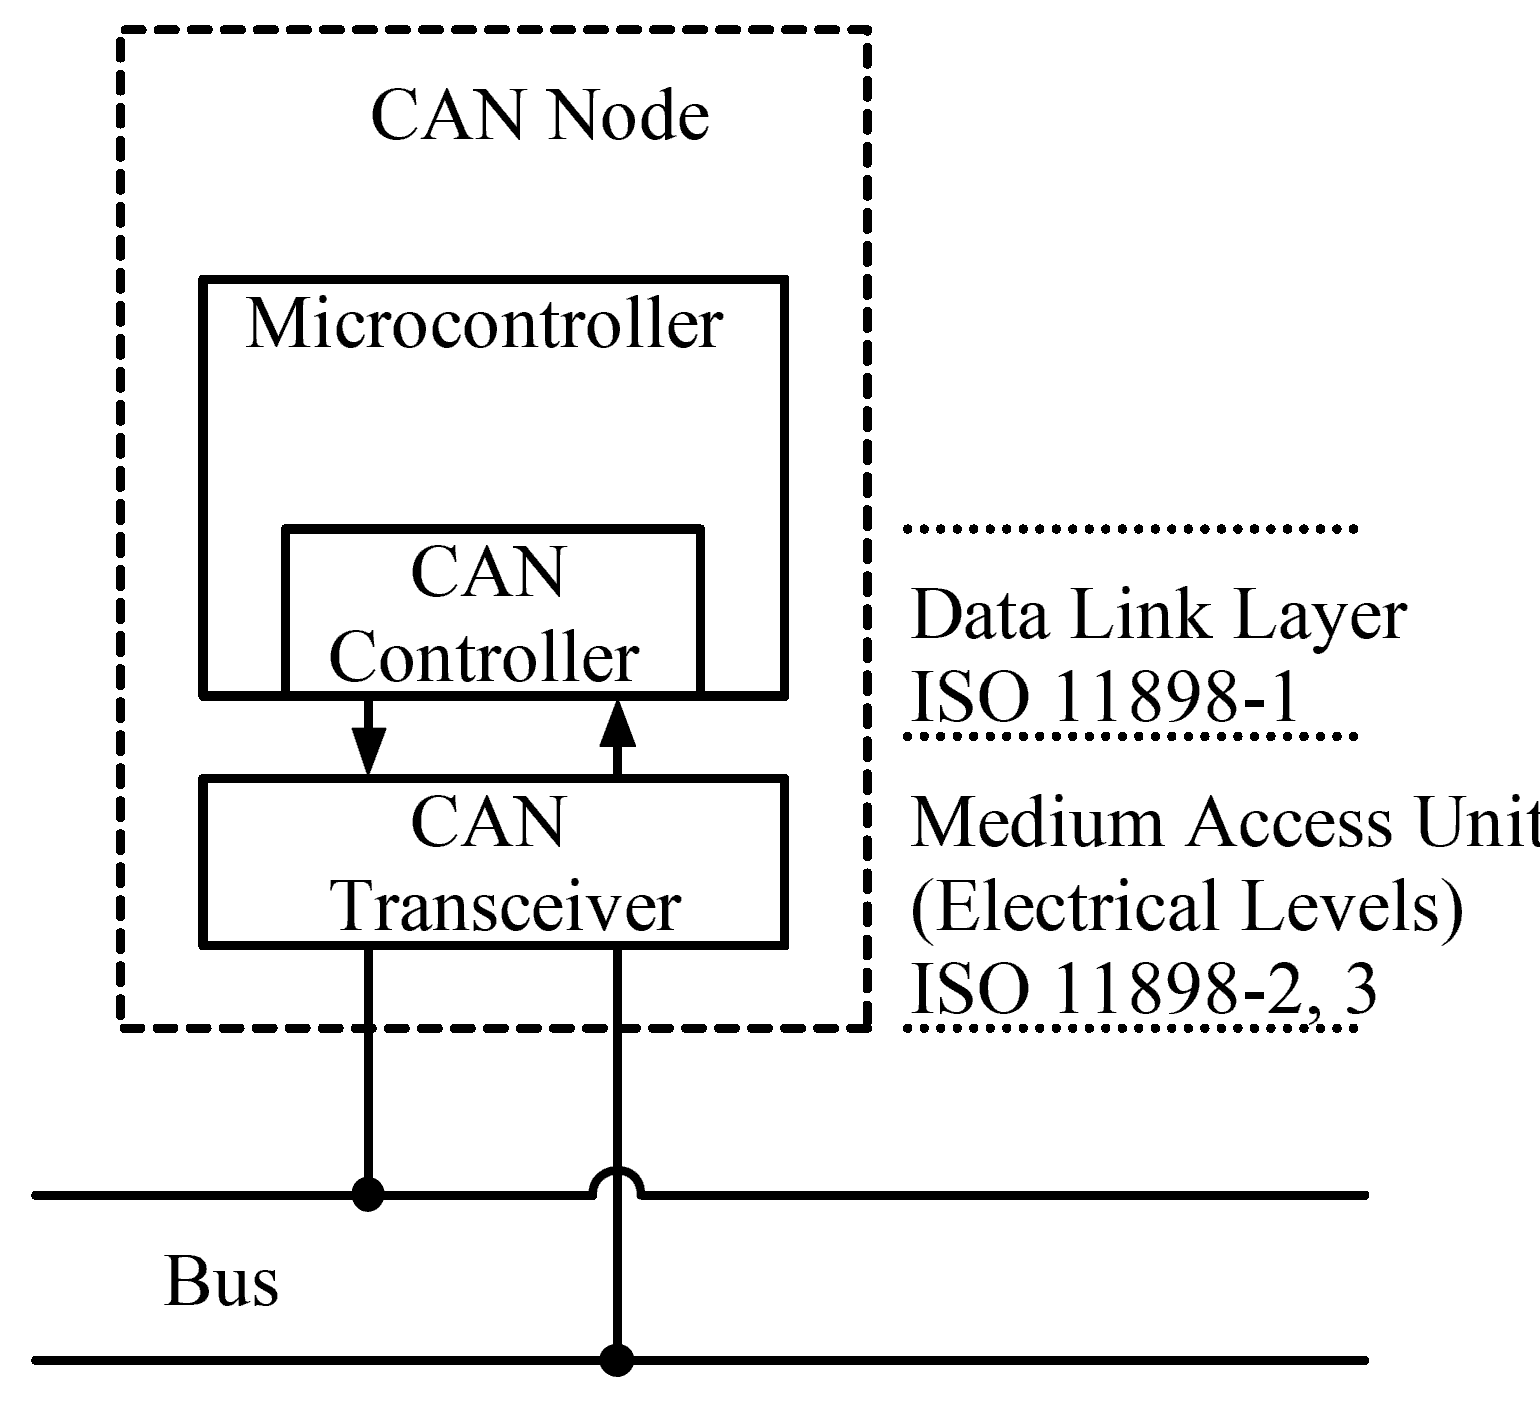 CAN Node
Microcontroller
CAN
Controller
Data Link Layer
ISO 11898-1
CAN
Transceiver
Medium Access Unit
(Electrical Levels)
ISO 11898-2, 3
Bus